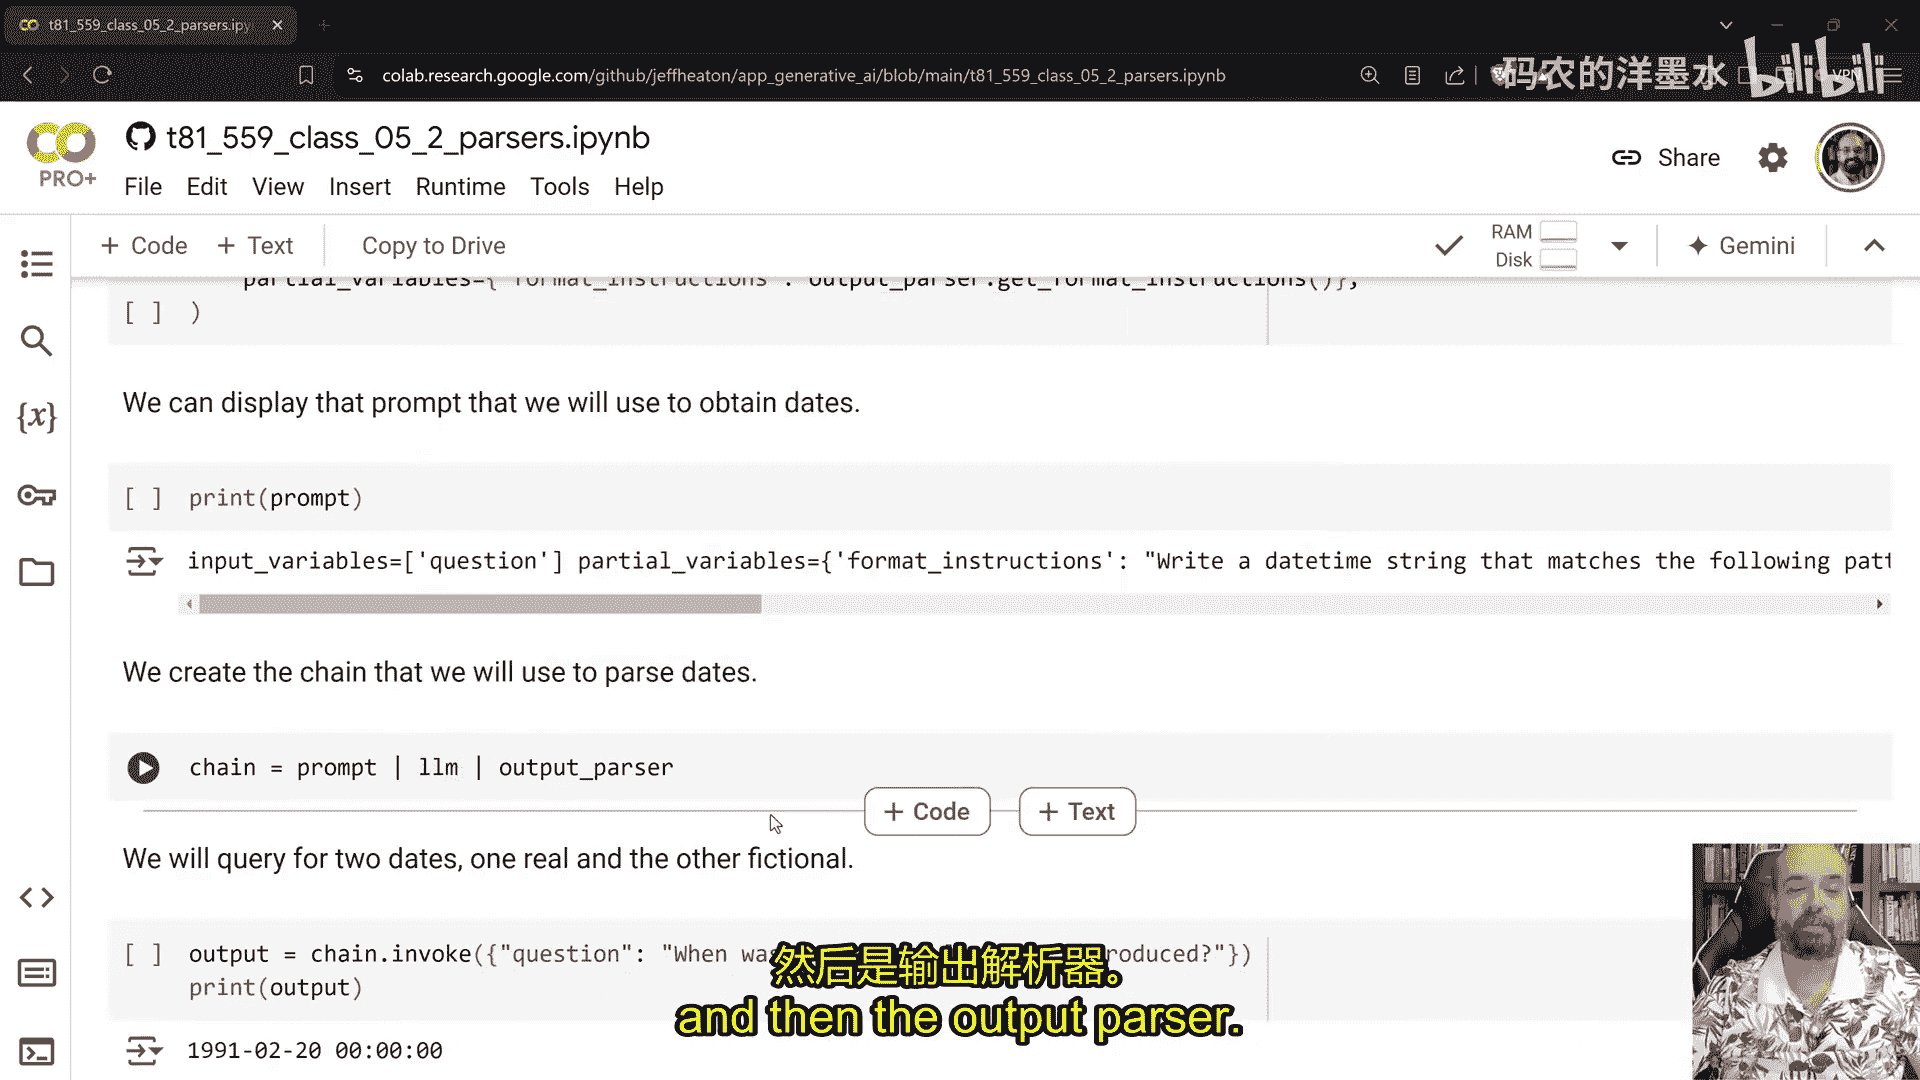 t81_559_class_05_2_parsers.ipy
colab.research.google.com/github/jeffheaton/app_generative_ai/blob/main/t81_559_class_05_2_parsers.ipynb
VPN
码农的洋墨水
bilibili
t81_559_class_05_2_parsers.ipynb
PRO+
File Edit View Insert Runtime Tools Help
Share
+ Code + Text
Copy to Drive
RAM
Disk
Gemini
partial_variables={"format_instructions": output_parser.get_format_instructions()},
[ ] )
We can display that prompt that we will use to obtain dates.
[ ] print(prompt)
input_variables=['question'] partial_variables={'format_instructions': "Write a datetime string that matches the following patt
We create the chain that we will use to parse dates.
chain = prompt | llm | output_parser
+ Code
+ Text
We will query for two dates, one real and the other fictional.
[ ] output = chain.invoke({"question": "When wa roduced?"})
print(output)
1991-02-20 00:00:00
然后是输出解析器。
and then the output parser.